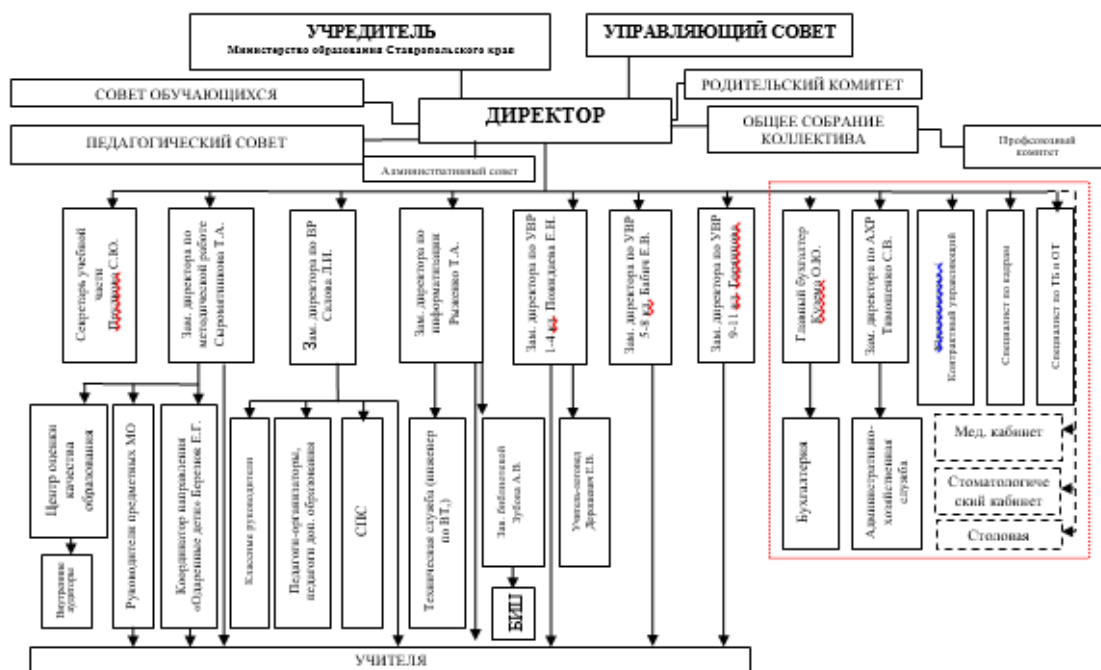 УЧРЕДИТЕЛЬ
Министерство образования Ставропольского края
УПРАВЛЯЮЩИЙ СОВЕТ
СОВЕТ ОБУЧАЮЩИХСЯ
РОДИТЕЛЬСКИЙ КОМИТЕТ
ДИРЕКТОР
ПЕДАГОГИЧЕСКИЙ СОВЕТ
ОБЩЕЕ СОБРАНИЕ
КОЛЛЕКТИВА
Профсоюзный
комитет
Административный совет
Секретарь учебной
части
С.Ю.
Зам. директора по
методической работе
Сыромятникова Т.А.
Зам. директора по ВР
Салова Л.И.
Зам. директора по
информатизации
Рыженко Т.А.
Зам. директора по УВР
1-4 кл. Пожидаева Е.Н.
Зам. директора по УВР
5-8 кл. Бабич Е.В.
Зам. директора по УВР
9-11 кл.
Главный бухгалтер
О.Ю.
Зам. директора по АХР
Тимошенко С.В.
Контрактный управляющий
Специалист по кадрам
Специалист по ТБ и ОТ
Центр оценки
качества
образования
Руководители предметных МО
Координатор направления
«Одаренные дети» Березов Е.Г.
Классные руководители
Педагоги-организаторы,
педагоги доп. образования
СПС
Техническая служба (инженер
по ВТ,)
Зав. библиотекой
Зубова А.В.
Учитель-логопед
Е.В.
Бухгалтерия
Административно-
хозяйственная
служба
Мед. кабинет
Стоматологиче
ский кабинет
Столовая
Внутренние
аудиторы
БИЦ
УЧИТЕЛЯ